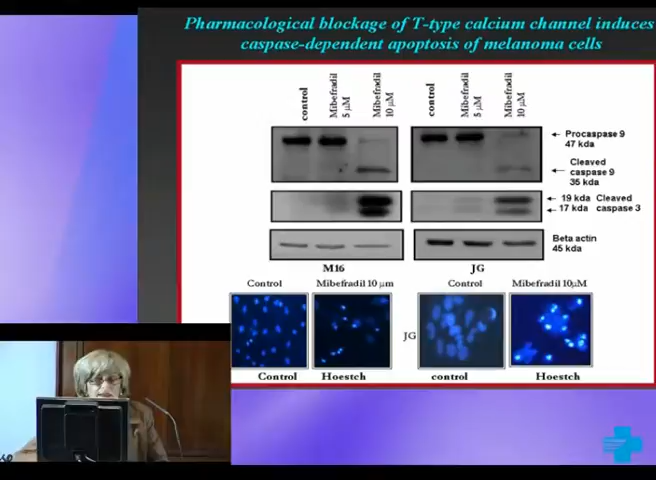 Pharmacological blockage of T-type calcium channel induces
caspase-dependent apoptosis of melanoma cells
control
Mibefradil
5 µM
Mibefradil
10 µM
control
Mibefradil
5 µM
Mibefradil
10 µM
Procaspase 9
47 kda
Cleaved
caspase 9
35 kda
19 kda Cleaved
17 kda caspase 3
Beta actin
45 kda
M16
JG
Control
Mibefradil 10 µm
Control
Mibefradil 10µM
JG
Control
Hoestch
control
Hoestch